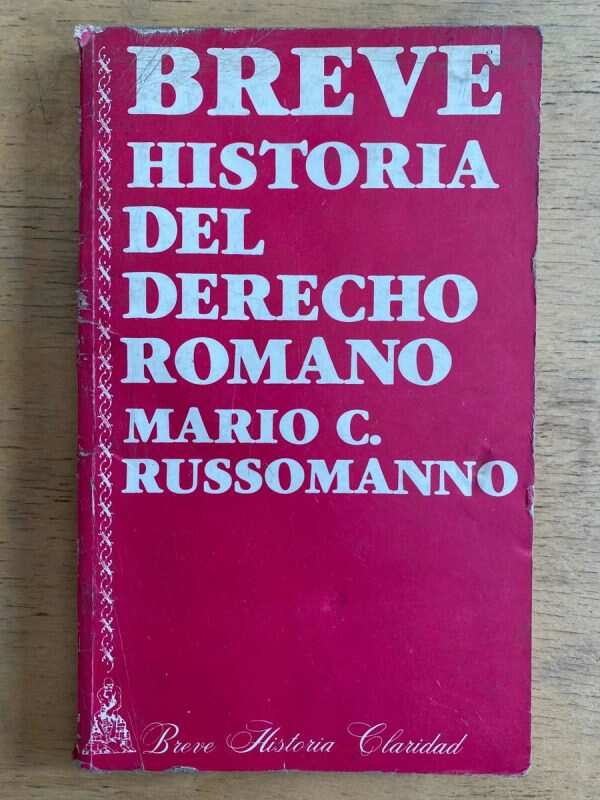 BREVE
HISTORIA
DEL
DERECHO
ROMANO
MARIO C.
RUSSOMANNO
Breve Historia Claridad